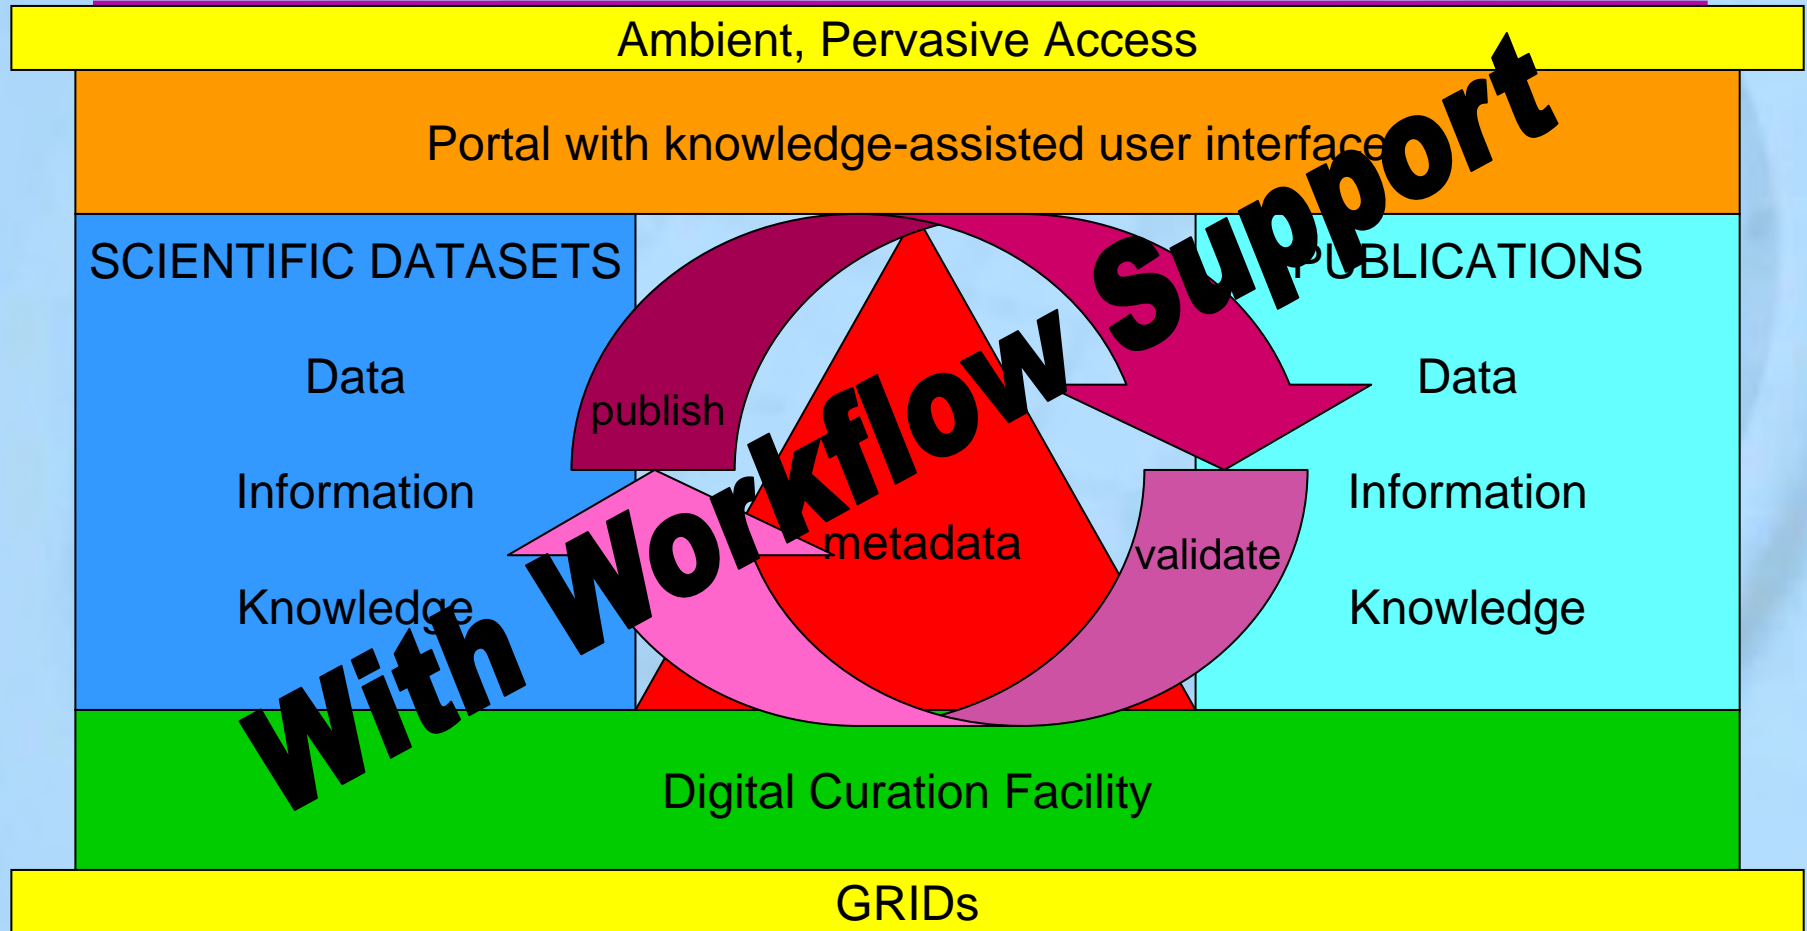 Ambient, Pervasive Access
Portal with knowledge-assisted user interface
SCIENTIFIC DATASETS
Data
Information
Knowledge
publish
metadata
validate
PUBLICATIONS
Data
Information
Knowledge
With Workflow Support
Digital Curation Facility
GRIDs